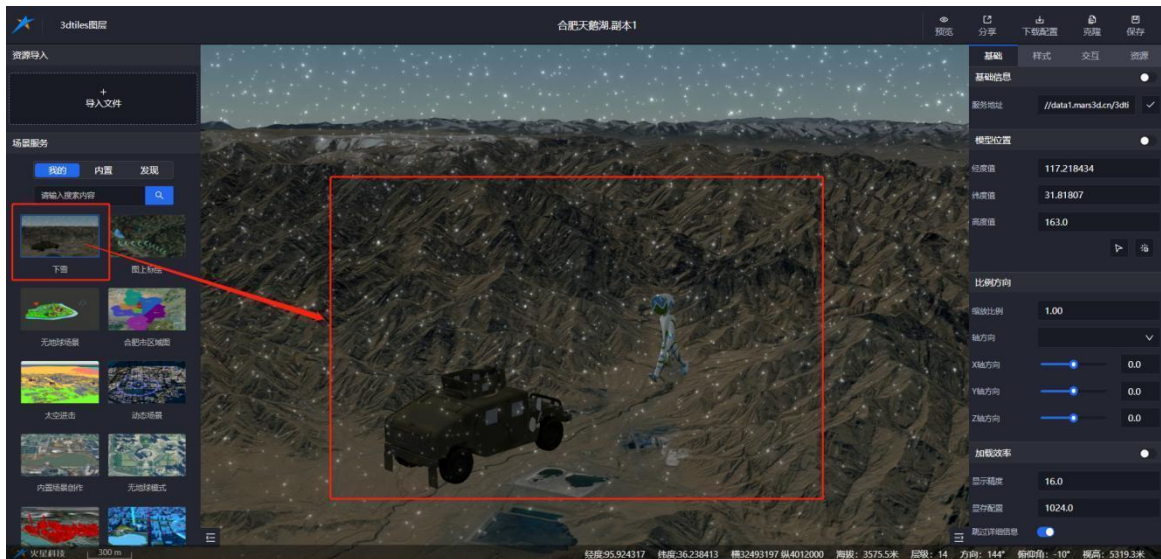 3dtiles图层
合肥天鹅湖.副本1
预览
分享
下载配置
克隆
保存
资源导入
+
导入文件
场景服务
我的 内置 发现
请输入搜索内容
下雪 图上标绘
无地球场景 合肥市区域图
太空进击 动态场景
内置场景创作 无地球模式
基础 样式 交互 资源
基础信息
服务地址 //data1.mars3d.cn/3dti
模型位置
经度值 117.218434
纬度值 31.81807
高度值 163.0
比例方向
缩放比例 1.00
轴方向
X轴方向 0.0
Y轴方向 0.0
Z轴方向 0.0
加载效率
显示精度 16.0
显存配置 1024.0
跳过详细信息
火星科技 300 m 经度:95.924317 纬度:36.238413 横32493197 纵4012000 海拔：3575.5米 层级：14 方向：144° 俯仰角：-10° 视高：5319.3米